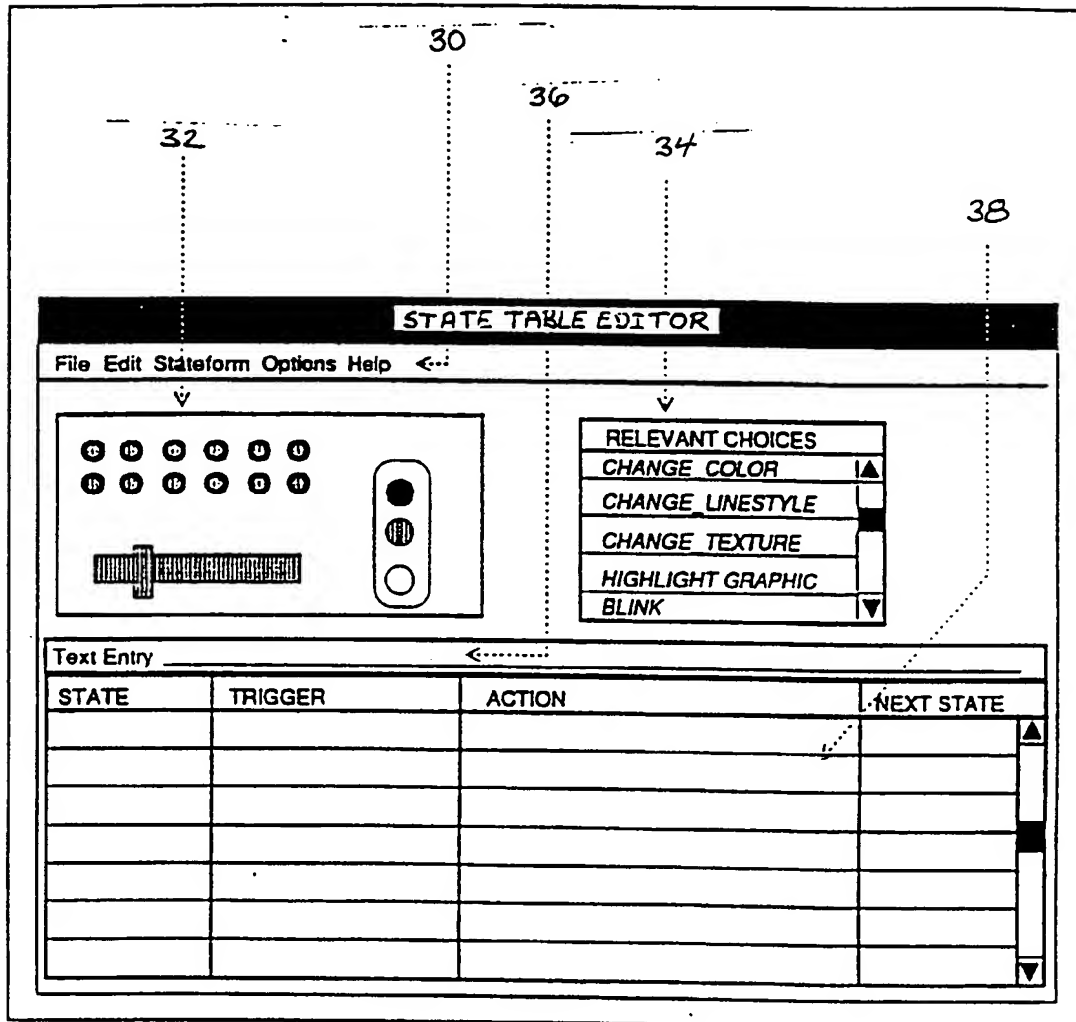 30
36
32
34
38
STATE TABLE EDITOR
File Edit Stateform Options Help
RELEVANT CHOICES
CHANGE_COLOR
CHANGE_LINESTYLE
CHANGE_TEXTURE
HIGHLIGHT GRAPHIC
BLINK
Text Entry
STATE TRIGGER ACTION NEXT STATE